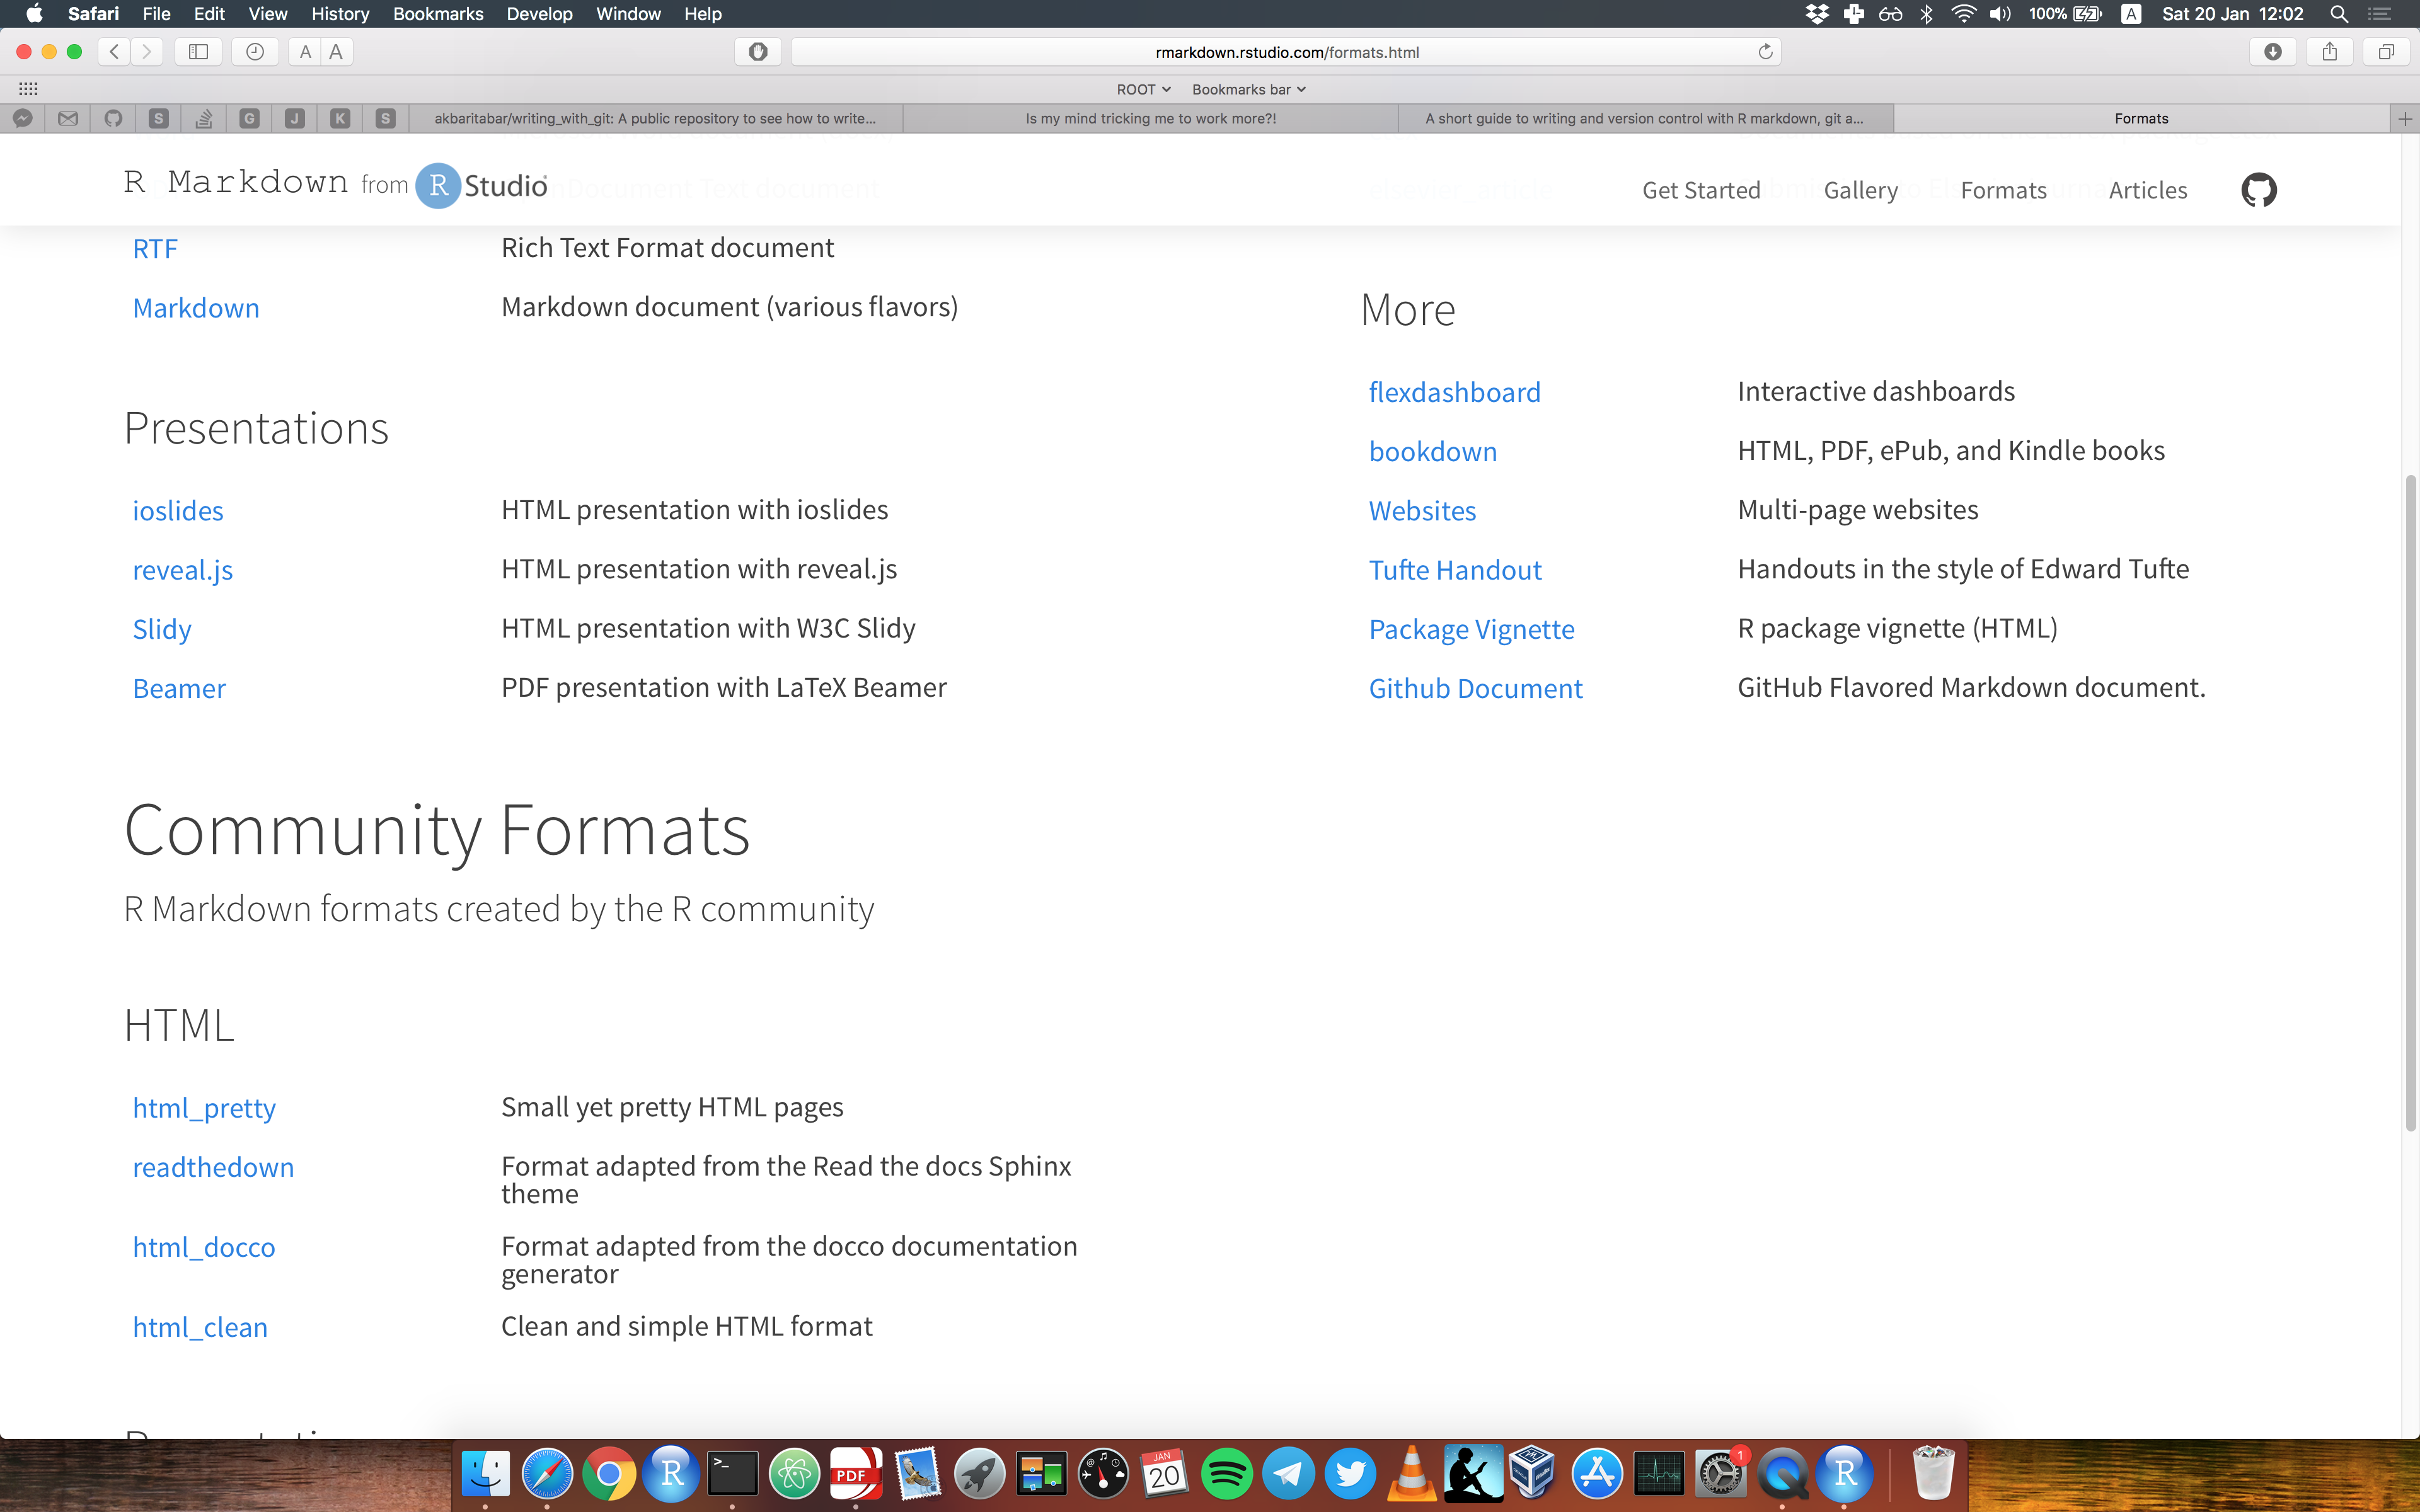 Safari File Edit View History Bookmarks Develop Window Help
100% A Sat 20 Jan 12:02
A A
rmarkdown.rstudio.com/formats.html
ROOT Bookmarks bar
S G J K S
akbaritabar/writing_with_git: A public repository to see how to write...
Is my mind tricking me to work more?!
A short guide to writing and version control with R markdown, git a...
Formats
R Markdown from R Studio
Get Started Gallery Formats Articles
RTF Rich Text Format document
Markdown Markdown document (various flavors)
Presentations
ioslides HTML presentation with ioslides
reveal.js HTML presentation with reveal.js
Slidy HTML presentation with W3C Slidy
Beamer PDF presentation with LaTeX Beamer
More
flexdashboard Interactive dashboards
bookdown HTML, PDF, ePub, and Kindle books
Websites Multi-page websites
Tufte Handout Handouts in the style of Edward Tufte
Package Vignette R package vignette (HTML)
Github Document GitHub Flavored Markdown document.
Community Formats
R Markdown formats created by the R community
HTML
html_pretty Small yet pretty HTML pages
readthedown Format adapted from the Read the docs Sphinx
theme
html_docco Format adapted from the docco documentation
generator
html_clean Clean and simple HTML format
R >_ PDF JAN 20 1 R